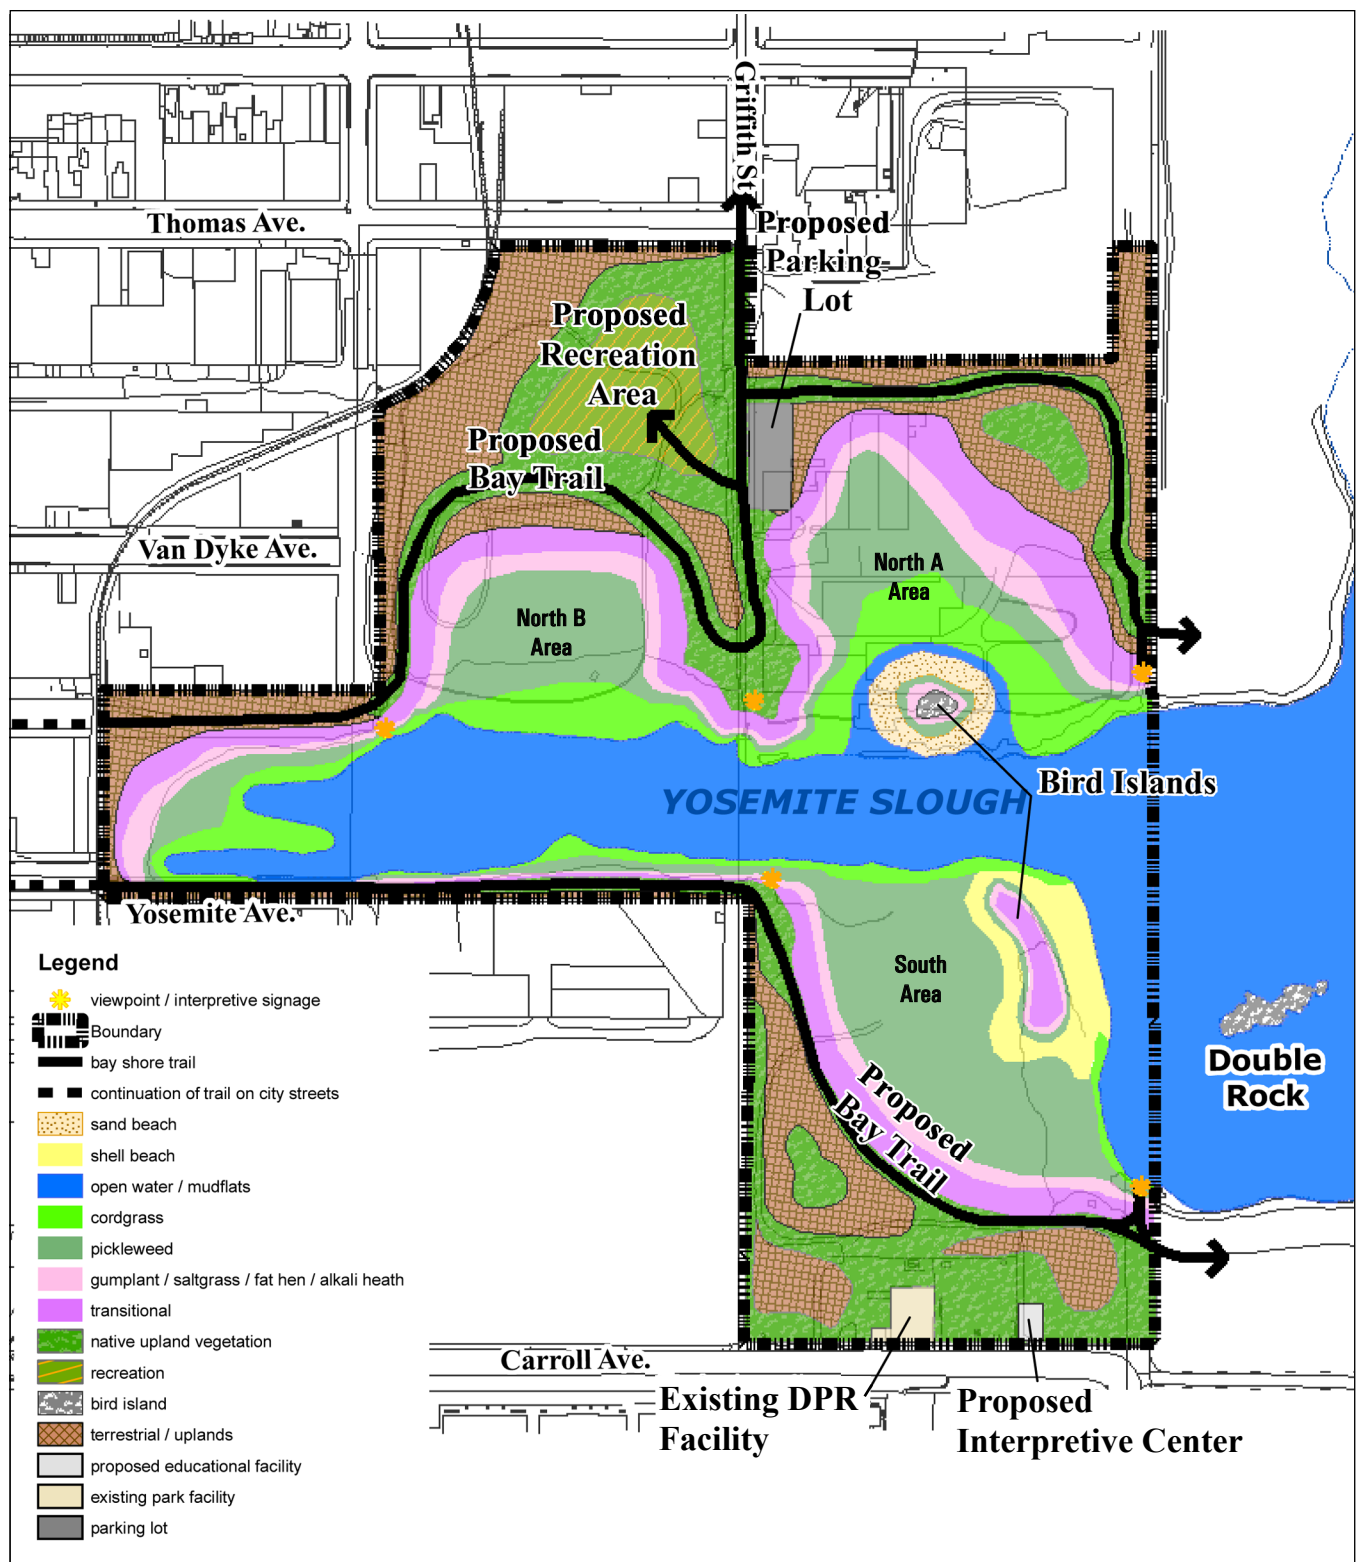 Griffith St
Thomas Ave.
Proposed
Parking
Lot
Proposed
Recreation
Area
Proposed
Bay Trail
Van Dyke Ave.
North A
Area
North B
Area
Bird Islands
YOSEMITE SLOUGH
Yosemite Ave.
South
Area
Double
Rock
Proposed
Bay Trail
Legend
viewpoint / interpretive signage
Boundary
bay shore trail
continuation of trail on city streets
sand beach
shell beach
open water / mudflats
cordgrass
pickleweed
gumplant / saltgrass / fat hen / alkali heath
transitional
native upland vegetation
recreation
bird island
terrestrial / uplands
proposed educational facility
existing park facility
parking lot
Carroll Ave.
Existing DPR
Facility
Proposed
Interpretive Center